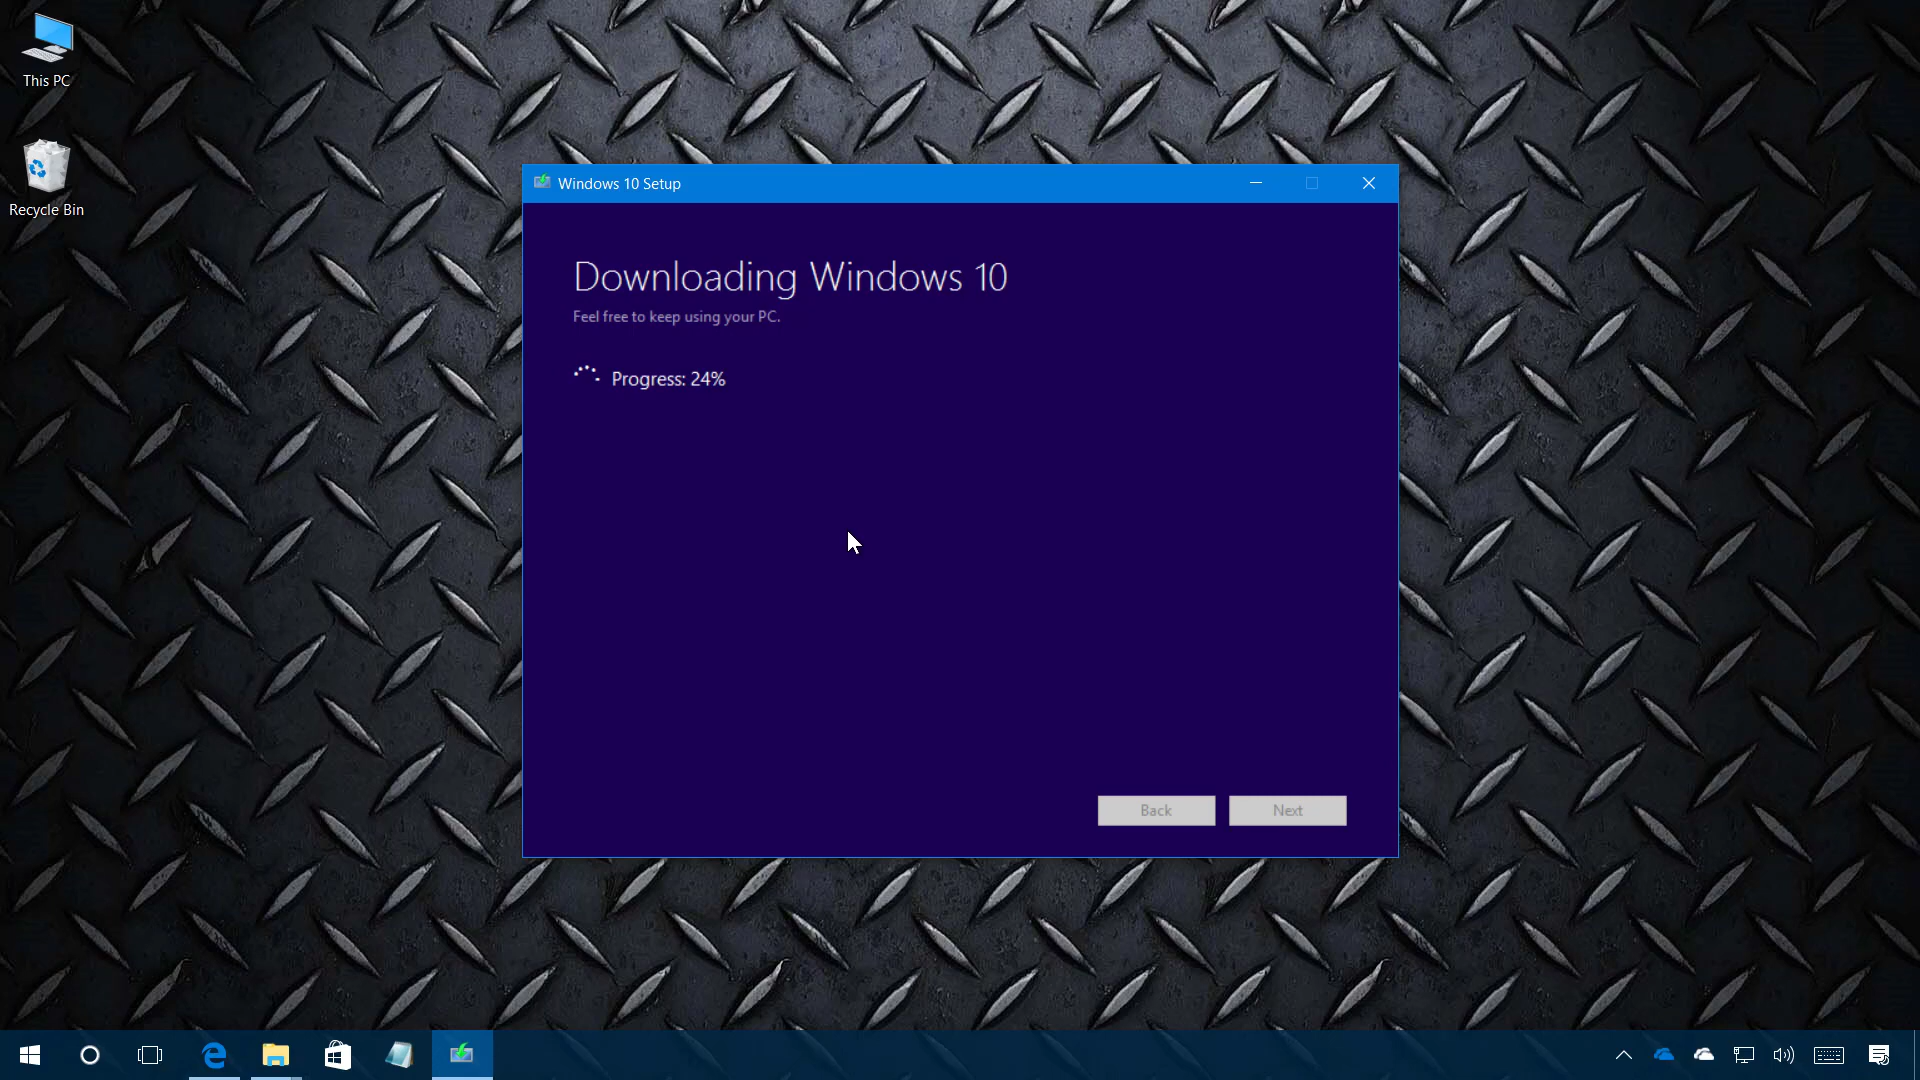 This PC
Recycle Bin
Windows 10 Setup
Downloading Windows 10
Feel free to keep using your PC.
Progress: 24%
Back
Next